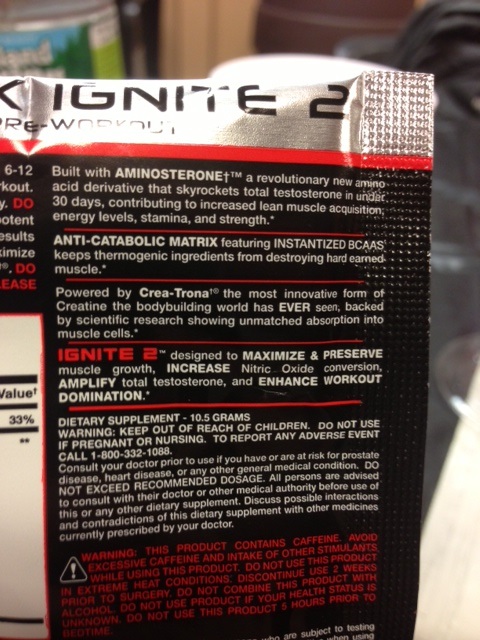 K IGNITE 2
PRE-WORKOUT
6-12
kout.
y. DO
otent
esults
ximize
DO
EASE
Value†
33%
**
Built with AMINOSTERONE†™ a revolutionary new amino
acid derivative that skyrockets total testosterone in under
30 days, contributing to increased lean muscle acquisition,
energy levels, stamina, and strength.*
ANTI-CATABOLIC MATRIX featuring INSTANTIZED BCAAS
keeps thermogenic ingredients from destroying hard earned
muscle.*
Powered by Crea-Trona†® the most innovative form of
Creatine the bodybuilding world has EVER seen, backed
by scientific research showing unmatched absorption into
muscle cells.*
IGNITE 2™ designed to MAXIMIZE & PRESERVE
muscle growth, INCREASE Nitric Oxide conversion,
AMPLIFY total testosterone, and ENHANCE WORKOUT
DOMINATION.*
DIETARY SUPPLEMENT - 10.5 GRAMS
WARNING: KEEP OUT OF REACH OF CHILDREN. DO NOT USE
IF PREGNANT OR NURSING. TO REPORT ANY ADVERSE EVENT
CALL 1-800-332-1088.
Consult your doctor prior to use if you have or are at risk for prostate
disease, heart disease, or any other general medical condition. DO
NOT EXCEED RECOMMENDED DOSAGE. All persons are advised
to consult with their doctor or other medical authority before use of
this or any other dietary supplement. Discuss possible interactions
and contradictions of this dietary supplement with other medicines
currently prescribed by your doctor.
WARNING: THIS PRODUCT CONTAINS CAFFEINE. AVOID
EXCESSIVE CAFFEINE AND INTAKE OF OTHER STIMULANTS
WHILE USING THIS PRODUCT. DO NOT USE THIS PRODUCT
IN EXTREME HEAT CONDITIONS. DISCONTINUE USE 2 WEEKS
PRIOR TO SURGERY. DO NOT COMBINE THIS PRODUCT WITH
ALCOHOL. DO NOT USE PRODUCT IF YOUR HEALTH STATUS IS
UNKNOWN. DO NOT USE THIS PRODUCT 5 HOURS PRIOR TO
BEDTIME.
who are subject to testing
when using